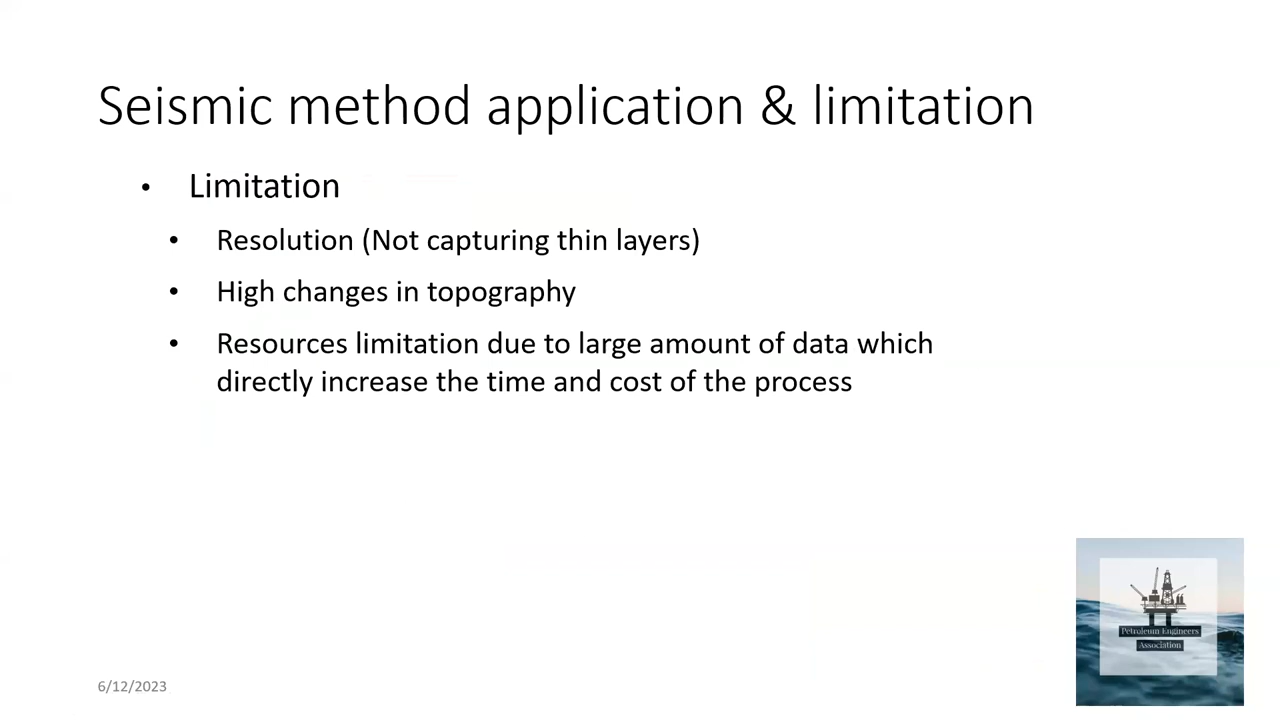 Seismic method application & limitation
• Limitation
• Resolution (Not capturing thin layers)
• High changes in topography
• Resources limitation due to large amount of data which
directly increase the time and cost of the process
Petroleum Engineers
Association
6/12/2023